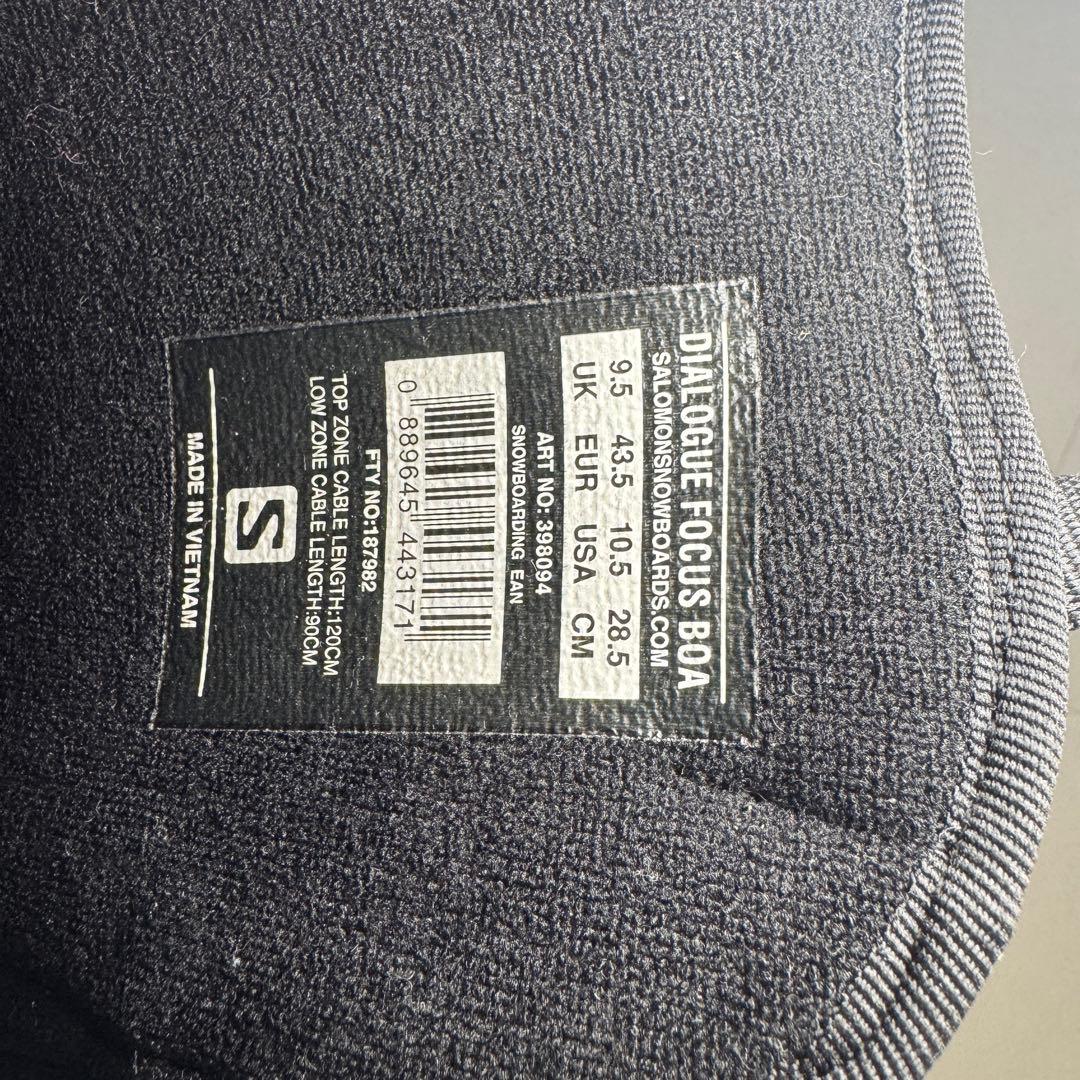 DIALOGUE FOCUS BOA
SALOMONSNOWBOARDS.COM
9.5 43.5 10.5 28.5
UK EUR USA CM
ART NO: 398094
SNOWBOARDING EAN
0 889645 443171
FTY NO:187982
TOP ZONE CABLE LENGTH:120CM
LOW ZONE CABLE LENGTH:90CM
S
MADE IN VIETNAM